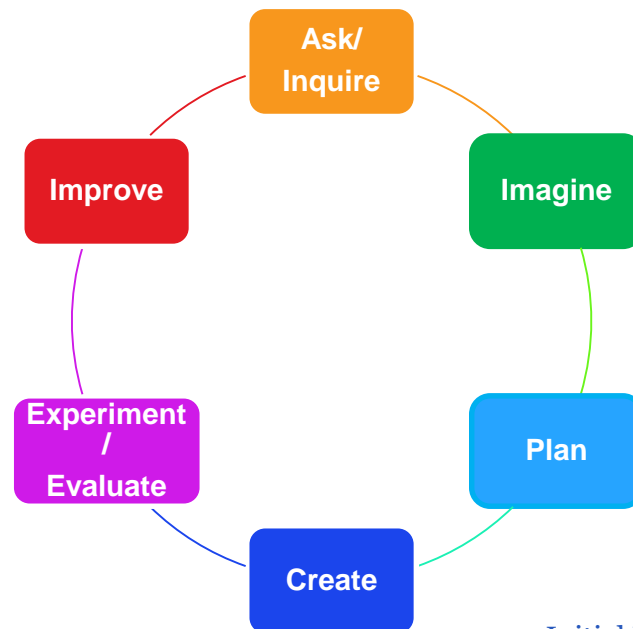 Ask/
Inquire
Imagine
Plan
Create
Experiment
/
Evaluate
Improve